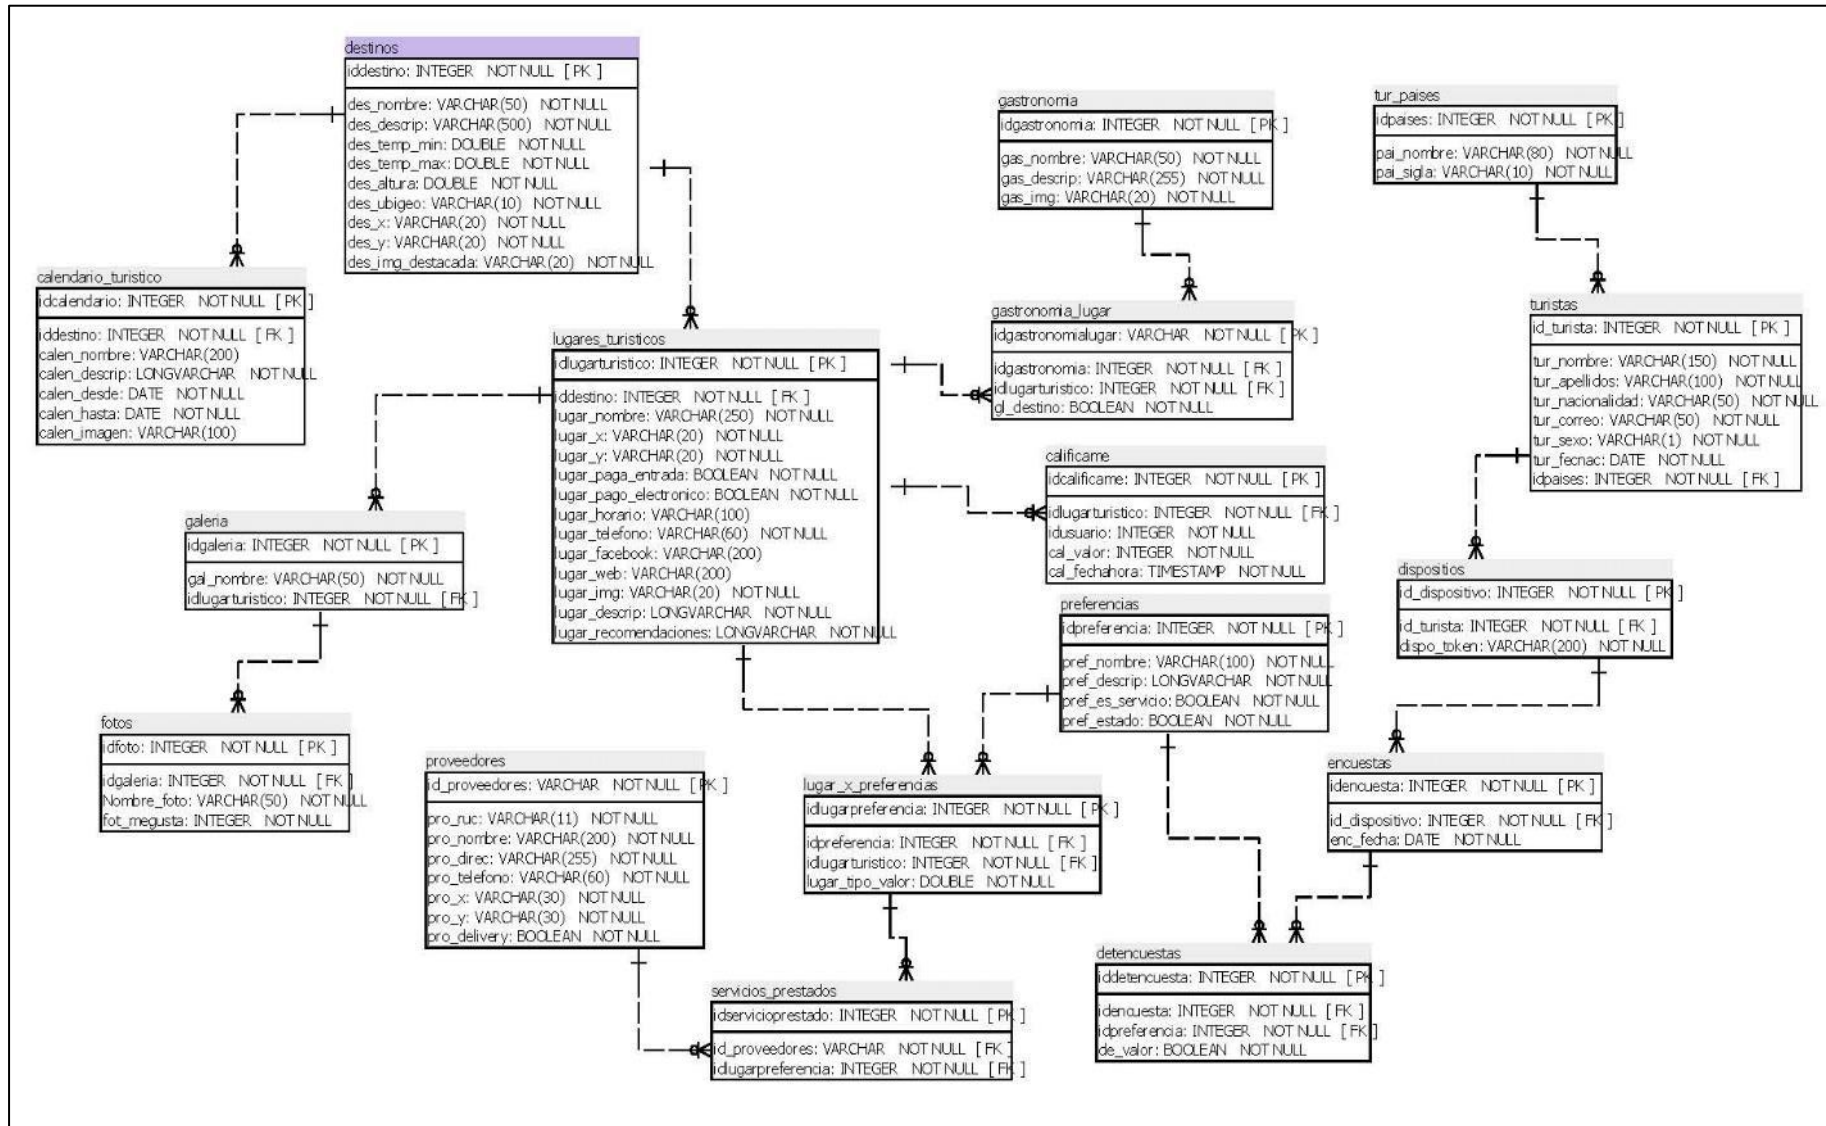 destinos
iddestino: INTEGER NOT NULL [ PK ]
des_nombre: VARCHAR(50) NOT NULL
des_descrip: VARCHAR(500) NOT NULL
des_temp_min: DOUBLE NOT NULL
des_temp_max: DOUBLE NOT NULL
des_altura: DOUBLE NOT NULL
des_ubigeo: VARCHAR(10) NOT NULL
des_x: VARCHAR(20) NOT NULL
des_y: VARCHAR(20) NOT NULL
des_img_destacada: VARCHAR(20) NOT NULL
gastronomia
idgastronomia: INTEGER NOT NULL [ PK ]
gas_nombre: VARCHAR(50) NOT NULL
gas_descrip: VARCHAR(255) NOT NULL
gas_img: VARCHAR(20) NOT NULL
tur_paises
idpaises: INTEGER NOT NULL [ PK ]
pai_nombre: VARCHAR(80) NOT NULL
pai_sigla: VARCHAR(10) NOT NULL
calendario_turistico
idcalendario: INTEGER NOT NULL [ PK ]
iddestino: INTEGER NOT NULL [ FK ]
calen_nombre: VARCHAR(200)
calen_descrip: LONGVARCHAR NOT NULL
calen_desde: DATE NOT NULL
calen_hasta: DATE NOT NULL
calen_imagen: VARCHAR(100)
lugares_turisticos
idlugarturistico: INTEGER NOT NULL [ PK ]
iddestino: INTEGER NOT NULL [ FK ]
lugar_nombre: VARCHAR(250) NOT NULL
lugar_x: VARCHAR(20) NOT NULL
lugar_y: VARCHAR(20) NOT NULL
lugar_paga_entrada: BOOLEAN NOT NULL
lugar_pago_electronico: BOOLEAN NOT NULL
lugar_horario: VARCHAR(100)
lugar_telefono: VARCHAR(60) NOT NULL
lugar_facebook: VARCHAR(200)
lugar_web: VARCHAR(200)
lugar_img: VARCHAR(20) NOT NULL
lugar_descrip: LONGVARCHAR NOT NULL
lugar_recomendaciones: LONGVARCHAR NOT NULL
gastronomia_lugar
idgastronomialugar: VARCHAR NOT NULL [ PK ]
idgastronomia: INTEGER NOT NULL [ FK ]
idlugarturistico: INTEGER NOT NULL [ FK ]
gl_destino: BOOLEAN NOT NULL
turistas
id_turista: INTEGER NOT NULL [ PK ]
tur_nombre: VARCHAR(150) NOT NULL
tur_apellidos: VARCHAR(100) NOT NULL
tur_nacionalidad: VARCHAR(50) NOT NULL
tur_correo: VARCHAR(50) NOT NULL
tur_sexo: VARCHAR(1) NOT NULL
tur_fecnac: DATE NOT NULL
idpaises: INTEGER NOT NULL [ FK ]
calificame
idcalificame: INTEGER NOT NULL [ PK ]
idlugarturistico: INTEGER NOT NULL [ FK ]
idusuario: INTEGER NOT NULL
cal_valor: INTEGER NOT NULL
cal_fechahora: TIMESTAMP NOT NULL
galeria
idgaleria: INTEGER NOT NULL [ PK ]
gal_nombre: VARCHAR(50) NOT NULL
idlugarturistico: INTEGER NOT NULL [ FK ]
dispositios
id_dispositivo: INTEGER NOT NULL [ PK ]
id_turista: INTEGER NOT NULL [ FK ]
dispo_token: VARCHAR(200) NOT NULL
preferencias
idpreferencia: INTEGER NOT NULL [ PK ]
pref_nombre: VARCHAR(100) NOT NULL
pref_descrip: LONGVARCHAR NOT NULL
pref_es_servicio: BOOLEAN NOT NULL
pref_estado: BOOLEAN NOT NULL
fotos
idfoto: INTEGER NOT NULL [ PK ]
idgaleria: INTEGER NOT NULL [ FK ]
Nombre_foto: VARCHAR(50) NOT NULL
fot_megusta: INTEGER NOT NULL
proveedores
id_proveedores: VARCHAR NOT NULL [ PK ]
pro_ruc: VARCHAR(11) NOT NULL
pro_nombre: VARCHAR(200) NOT NULL
pro_direc: VARCHAR(255) NOT NULL
pro_telefono: VARCHAR(60) NOT NULL
pro_x: VARCHAR(30) NOT NULL
pro_y: VARCHAR(30) NOT NULL
pro_delivery: BOOLEAN NOT NULL
lugar_x_preferencias
idlugarpreferencia: INTEGER NOT NULL [ PK ]
idpreferencia: INTEGER NOT NULL [ FK ]
idlugarturistico: INTEGER NOT NULL [ FK ]
lugar_tipo_valor: DOUBLE NOT NULL
encuestas
idencuesta: INTEGER NOT NULL [ PK ]
id_dispositivo: INTEGER NOT NULL [ FK ]
enc_fecha: DATE NOT NULL
detencuestas
iddetencuesta: INTEGER NOT NULL [ PK ]
idencuesta: INTEGER NOT NULL [ FK ]
idpreferencia: INTEGER NOT NULL [ FK ]
de_valor: BOOLEAN NOT NULL
servicios_prestados
idservicioprestado: INTEGER NOT NULL [ PK ]
id_proveedores: VARCHAR NOT NULL [ FK ]
idlugarpreferencia: INTEGER NOT NULL [ FK ]